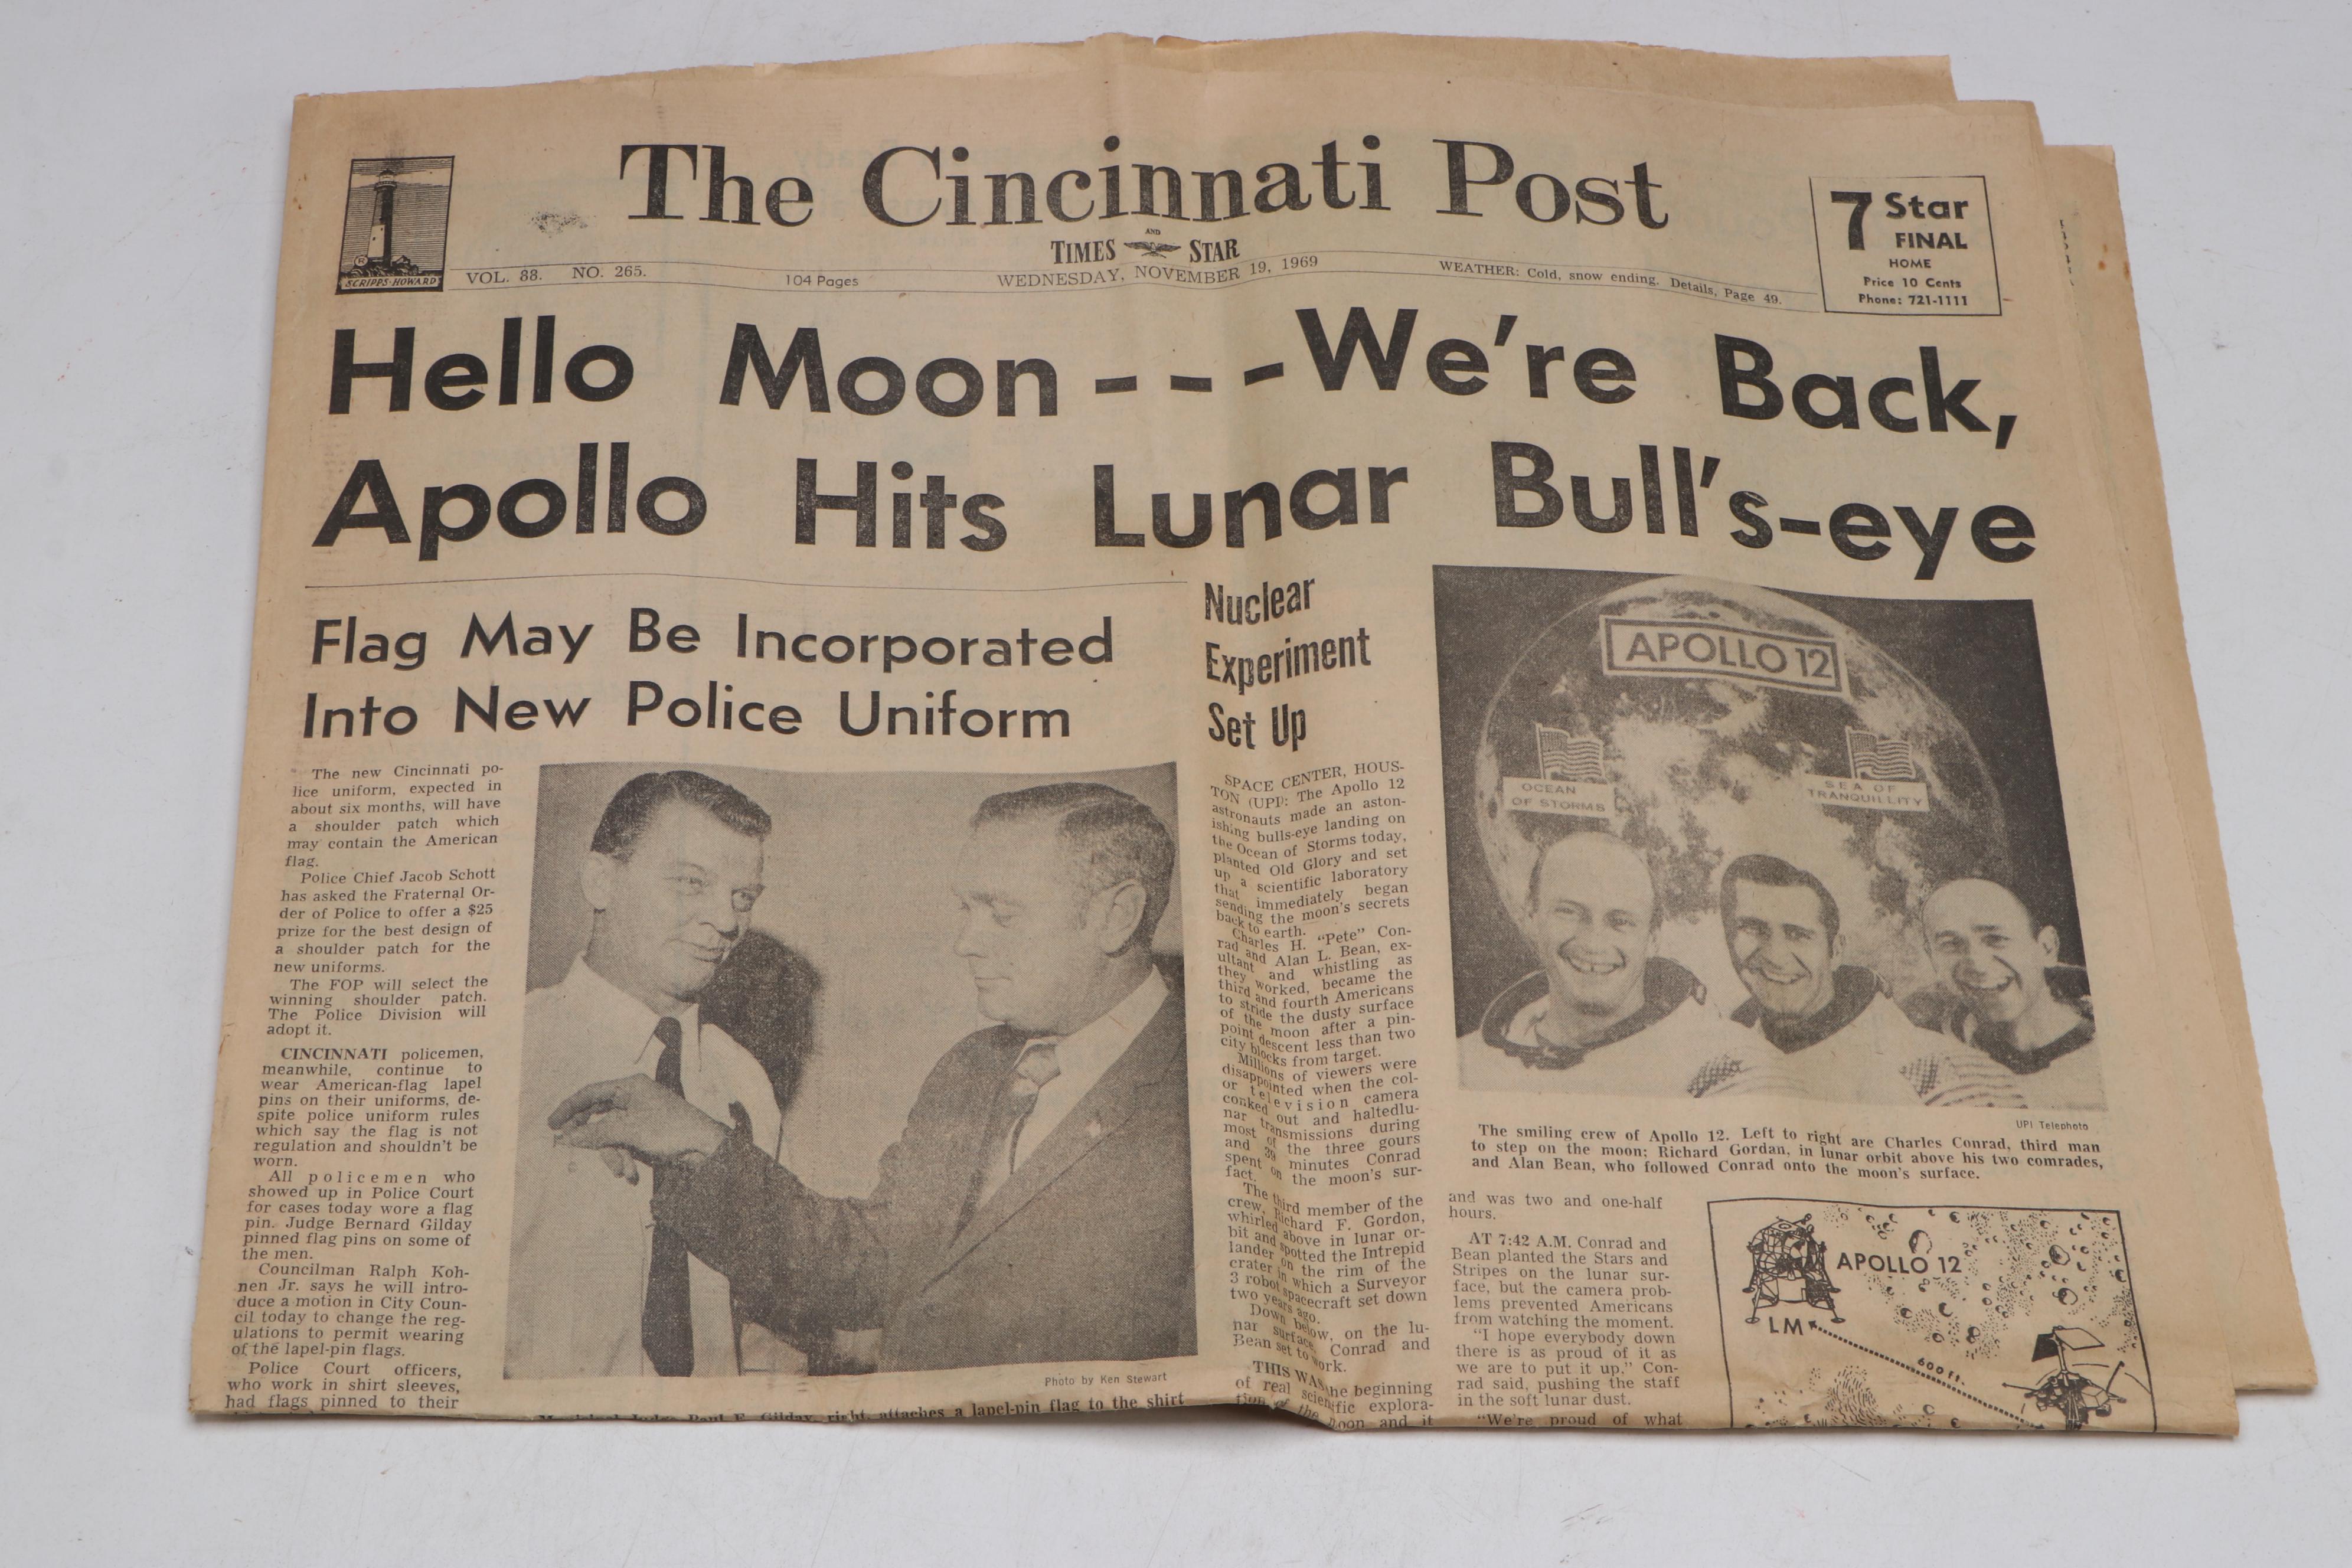 The Cincinnati Post
AND
TIMES STAR
SCRIPPS-HOWARD
VOL. 88. NO. 265.
104 Pages
WEDNESDAY, NOVEMBER 19, 1969
WEATHER: Cold, snow ending. Details, Page 49.
7 Star
FINAL
HOME
Price 10 Cents
Phone: 721-1111
Hello Moon---We're Back,
Apollo Hits Lunar Bull's-eye
Flag May Be Incorporated
Into New Police Uniform
The new Cincinnati po-
lice uniform, expected in
about six months, will have
a shoulder patch which
may contain the American
flag.
Police Chief Jacob Schott
has asked the Fraternal Or-
der of Police to offer a $25
prize for the best design of
a shoulder patch for the
new uniforms.
The FOP will select the
winning shoulder patch.
The Police Division will
adopt it.
CINCINNATI policemen,
meanwhile, continue to
wear American-flag lapel
pins on their uniforms, de-
spite police uniform rules
which say the flag is not
regulation and shouldn't be
worn.
All policemen who
showed up in Police Court
for cases today wore a flag
pin. Judge Bernard Gilday
pinned flag pins on some of
the men.
Councilman Ralph Koh-
nen Jr. says he will intro-
duce a motion in City Coun-
cil today to change the reg-
ulations to permit wearing
of the lapel-pin flags.
Police Court officers,
who work in shirt sleeves,
had flags pinned to their
Photo by Ken Stewart
Gilday, right, attaches a lapel-pin flag to the shirt
Nuclear
Experiment
Set Up
SPACE CENTER, HOUS-
TON (UPI): The Apollo 12
astronauts made an aston-
ishing bulls-eye landing on
the Ocean of Storms today,
planted Old Glory and set
up a scientific laboratory
that immediately began
sending the moon's secrets
back to earth.
Charles H. "Pete" Con-
rad and Alan L. Bean, ex-
ultant and whistling as
they worked, became the
third and fourth Americans
to stride the dusty surface
of the moon after a pin-
point descent less than two
city blocks from target.
Millions of viewers were
disappointed when the col-
or television camera
conked out and haltedlu-
nar transmissions during
most of the three gours
and 39 minutes Conrad
spent on the moon's sur-
fact.
The third member of the
crew, Richard F. Gordon,
whirled above in lunar or-
bit and spotted the Intrepid
lander on the rim of the
crater in which a Surveyor
3 robot spacecraft set down
two years ago.
Down below, on the lu-
nar surface, Conrad and
Bean set to work.
THIS WAS the beginning
of real scientific explora-
tion of the moon and it
APOLLO 12
OCEAN
OF STORMS
SEA OF
TRANQUILLITY
UPI Telephoto
The smiling crew of Apollo 12. Left to right are Charles Conrad, third man
to step on the moon; Richard Gordan, in lunar orbit above his two comrades,
and Alan Bean, who followed Conrad onto the moon's surface.
and was two and one-half
hours.
AT 7:42 A.M. Conrad and
Bean planted the Stars and
Stripes on the lunar sur-
face, but the camera prob-
lems prevented Americans
from watching the moment.
"I hope everybody down
there is as proud of it as
we are to put it up." Con-
rad said, pushing the staff
in the soft lunar dust.
"We're proud of what
APOLLO 12
LM
600 ft.